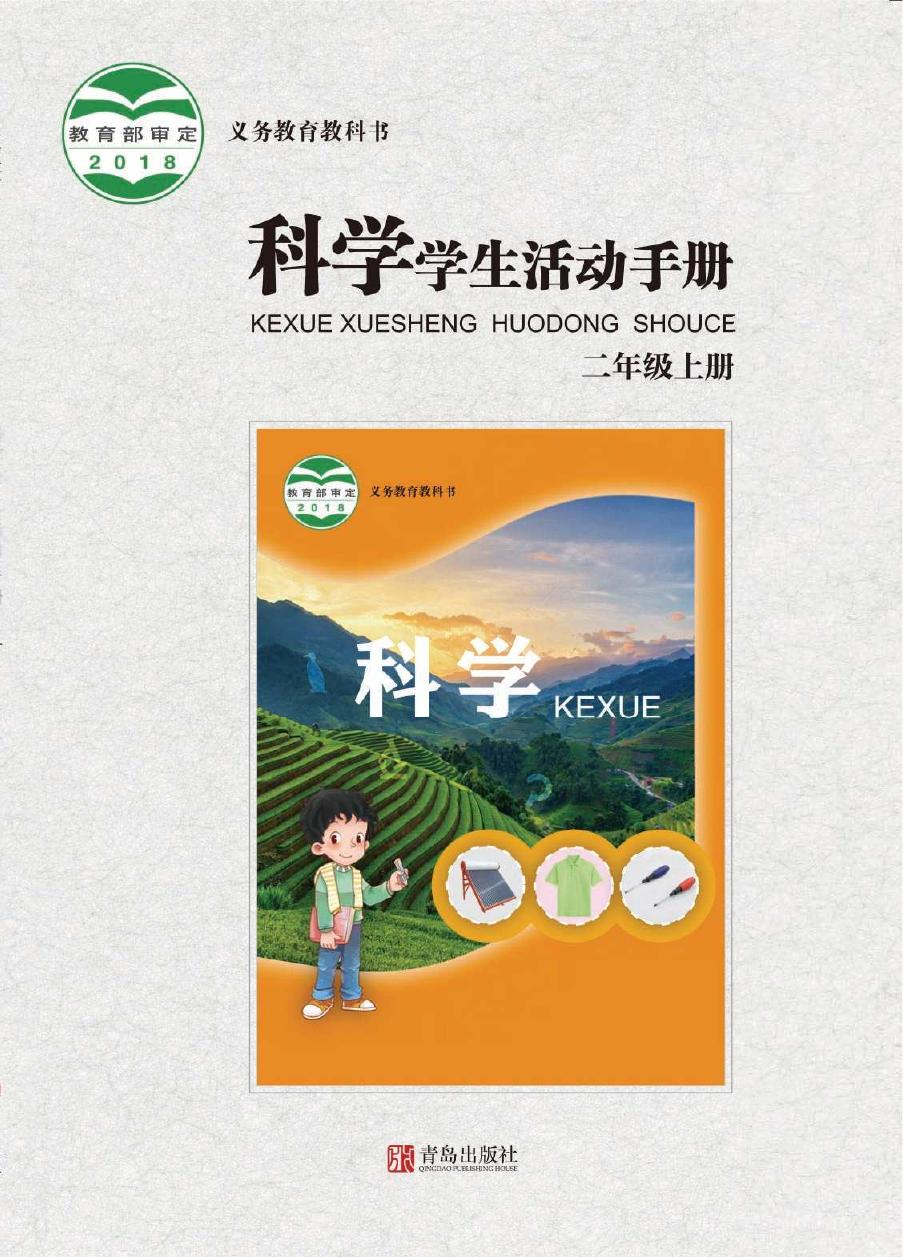 教育部审定
2018
义务教育教科书
科学学生活动手册
KEXUE XUESHENG HUODONG SHOUCE
二年级上册
教育部审定
2018
义务教育教科书
科学
KEXUE
青岛出版社
QINGDAO PUBLISHING HOUSE